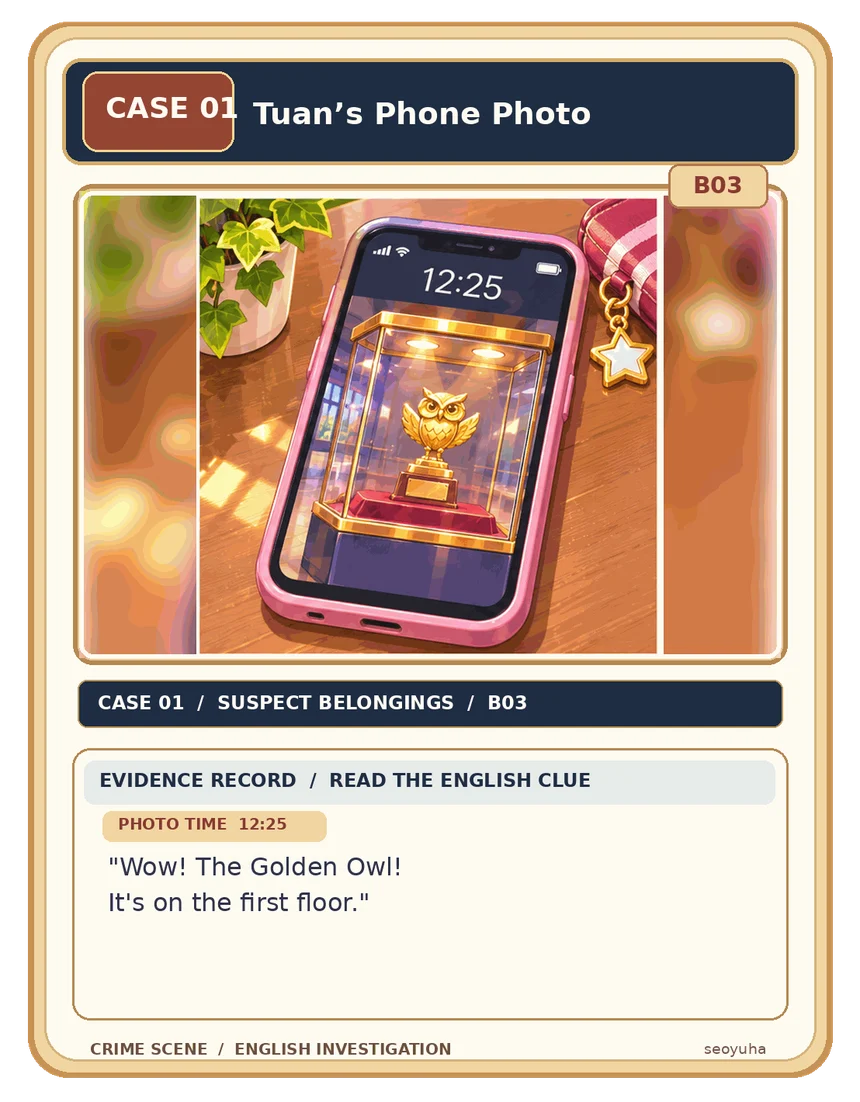 CASE 01 Tuan’s Phone Photo
B03
12:25
CASE 01 / SUSPECT BELONGINGS / B03
EVIDENCE RECORD / READ THE ENGLISH CLUE
PHOTO TIME 12:25
"Wow! The Golden Owl!
It's on the first floor."
CRIME SCENE / ENGLISH INVESTIGATION
seoyuha